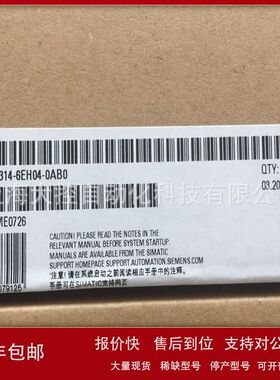 314-6EH04-0AB0
QTY:
03.20
ME0726
CAUTION! PLEASE READ THE NOTES IN THE
RELEVANT MANUAL BEFORE SYSTEM STARTUP.
MANUALS ARE AVAILABLE FROM THE SIMATIC
SUPPORT HOMEPAGE SUPPORT.AUTOMATION.SIEMENS.COM
注意! 请在系统启动之前阅读相应手册中的注释。
手册可在SIMATIC支持网页
079125
包邮
报价快 售后到位 支持对公
大量现货 稀缺型号 停产型号